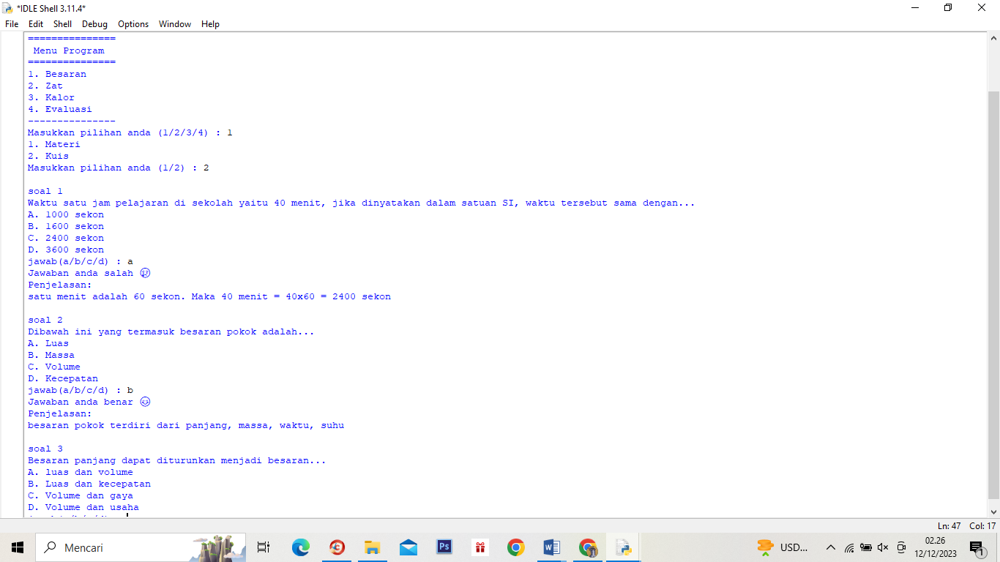 *IDLE Shell 3.11.4*
File Edit Shell Debug Options Window Help
===============
Menu Program
===============
1. Besaran
2. Zat
3. Kalor
4. Evaluasi
---------------
Masukkan pilihan anda (1/2/3/4) : 1
1. Materi
2. Kuis
Masukkan pilihan anda (1/2) : 2
soal 1
Waktu satu jam pelajaran di sekolah yaitu 40 menit, jika dinyatakan dalam satuan SI, waktu tersebut sama dengan...
A. 1000 sekon
B. 1600 sekon
C. 2400 sekon
D. 3600 sekon
jawab(a/b/c/d) : a
Jawaban anda salah 😢
Penjelasan:
satu menit adalah 60 sekon. Maka 40 menit = 40x60 = 2400 sekon
soal 2
Dibawah ini yang termasuk besaran pokok adalah...
A. Luas
B. Massa
C. Volume
D. Kecepatan
jawab(a/b/c/d) : b
Jawaban anda benar 😊
Penjelasan:
besaran pokok terdiri dari panjang, massa, waktu, suhu
soal 3
Besaran panjang dapat diturunkan menjadi besaran...
A. luas dan volume
B. Luas dan kecepatan
C. Volume dan gaya
D. Volume dan usaha
Ln: 47 Col: 17
Mencari
Ps
W
USD...
02.26
12/12/2023
1